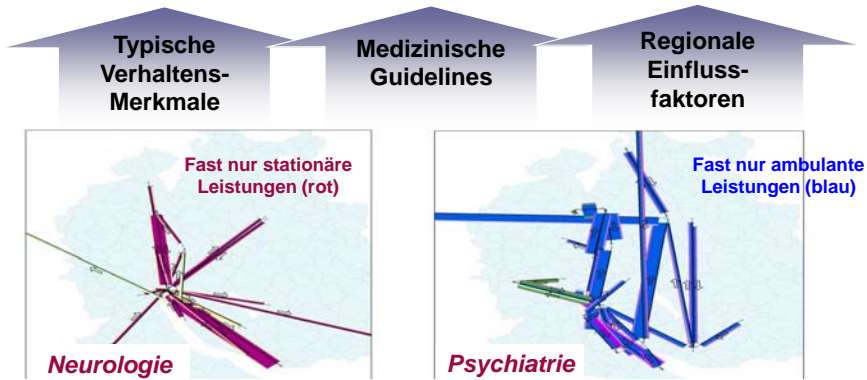 Typische
Verhaltens-
Merkmale
Medizinische
Guidelines
Regionale
Einfluss-
faktoren
Fast nur stationäre
Leistungen (rot)
Neurologie
Fast nur ambulante
Leistungen (blau)
Psychiatrie